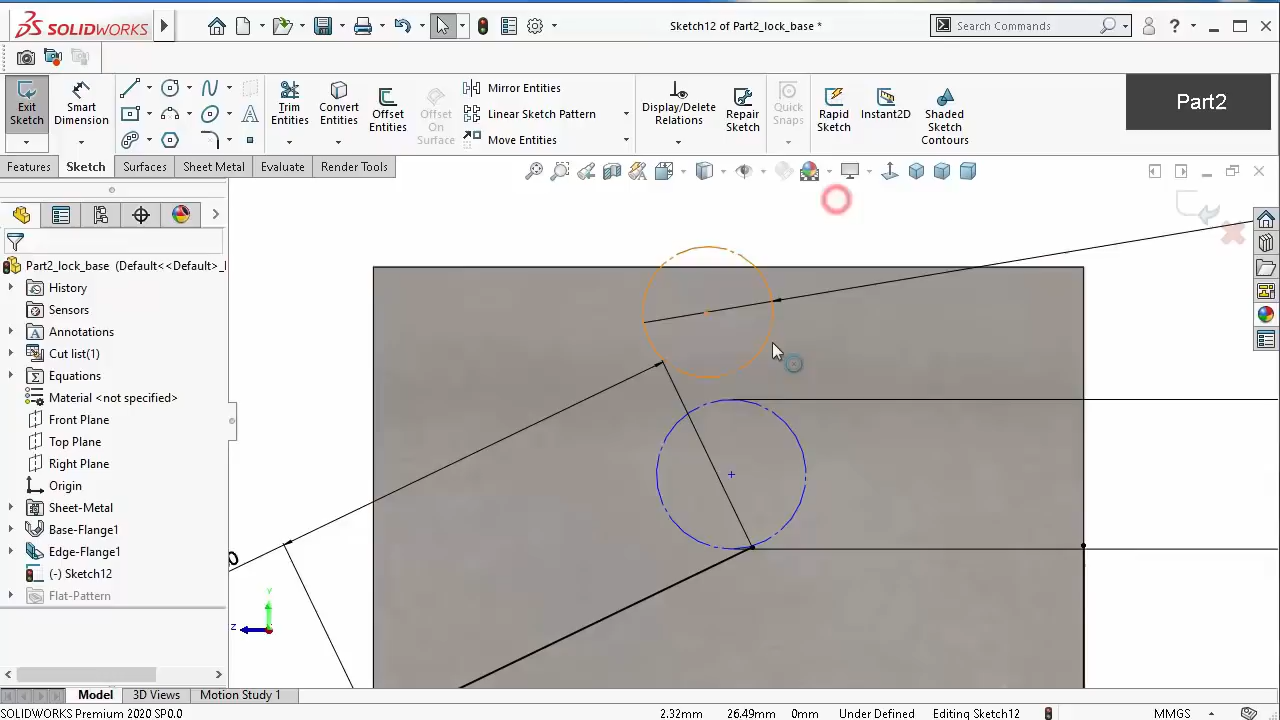 SOLIDWORKS
Sketch12 of Part2_lock_base *
Search Commands
?
Exit Sketch
Smart Dimension
Trim Entities
Convert Entities
Offset Entities
Offset On Surface
Mirror Entities
Linear Sketch Pattern
Move Entities
Display/Delete Relations
Repair Sketch
Quick Snaps
Rapid Sketch
Instant2D
Shaded Sketch Contours
Part2
Features
Sketch
Surfaces
Sheet Metal
Evaluate
Render Tools
Part2_lock_base (Default<<Default>_
History
Sensors
Annotations
Cut list(1)
Equations
Material <not specified>
Front Plane
Top Plane
Right Plane
Origin
Sheet-Metal
Base-Flange1
Edge-Flange1
(-) Sketch12
Flat-Pattern
0
Y
Z
Model
3D Views
Motion Study 1
SOLIDWORKS Premium 2020 SP0.0
2.32mm
26.49mm
0mm
Under Defined
Editing Sketch12
MMGS